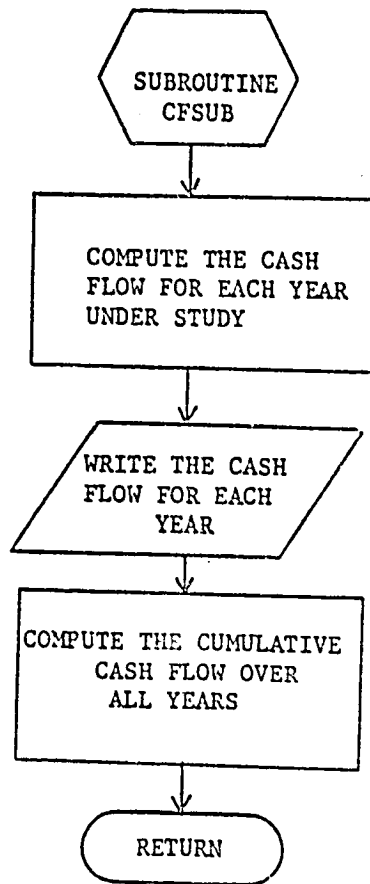 SUBROUTINE
CFSUB
COMPUTE THE CASH
FLOW FOR EACH YEAR
UNDER STUDY
WRITE THE CASH
FLOW FOR EACH
YEAR
COMPUTE THE CUMULATIVE
CASH FLOW OVER
ALL YEARS
RETURN